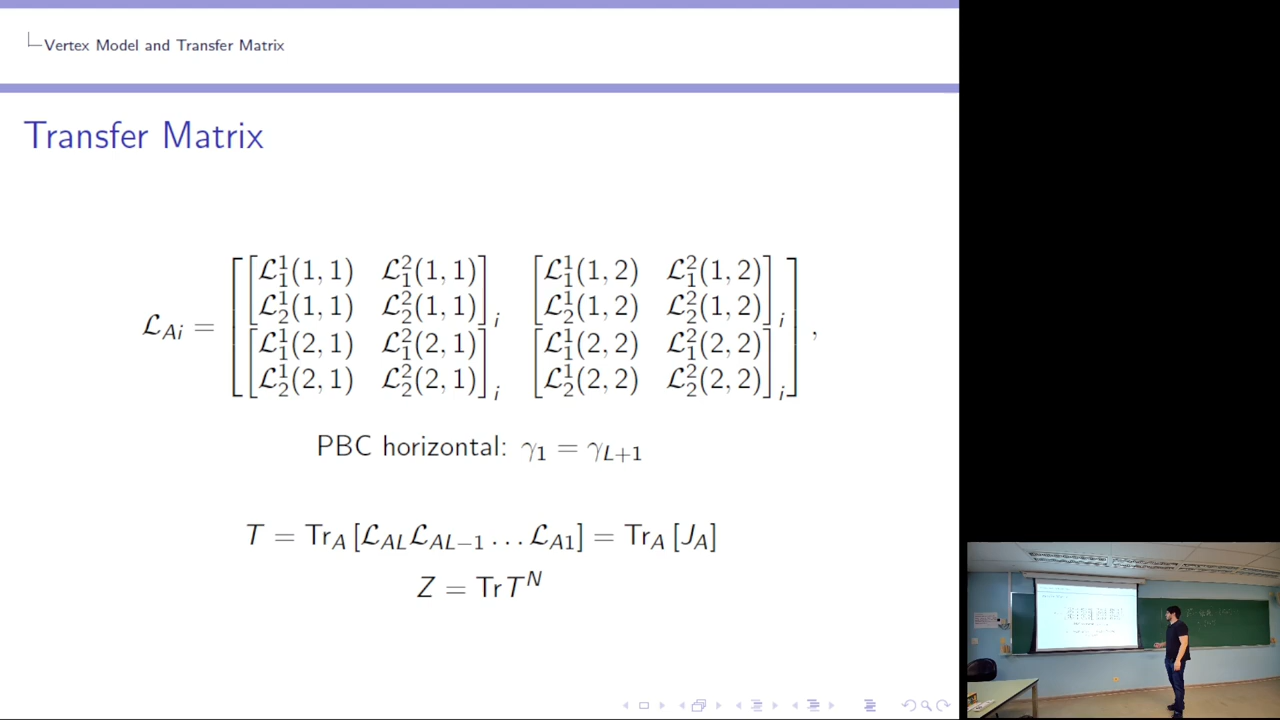 Vertex Model and Transfer Matrix
Transfer Matrix
ℒ_{Ai} = [ [ ℒ_1^1(1,1) ℒ_1^2(1,1) ; ℒ_2^1(1,1) ℒ_2^2(1,1) ]_i [ ℒ_1^1(1,2) ℒ_1^2(1,2) ; ℒ_2^1(1,2) ℒ_2^2(1,2) ]_i ; [ ℒ_1^1(2,1) ℒ_1^2(2,1) ; ℒ_2^1(2,1) ℒ_2^2(2,1) ]_i [ ℒ_1^1(2,2) ℒ_1^2(2,2) ; ℒ_2^1(2,2) ℒ_2^2(2,2) ]_i ] ,
PBC horizontal: γ_1 = γ_{L+1}
T = Tr_A [ℒ_{AL}ℒ_{AL−1} … ℒ_{A1}] = Tr_A [J_A]
Z = Tr T^N